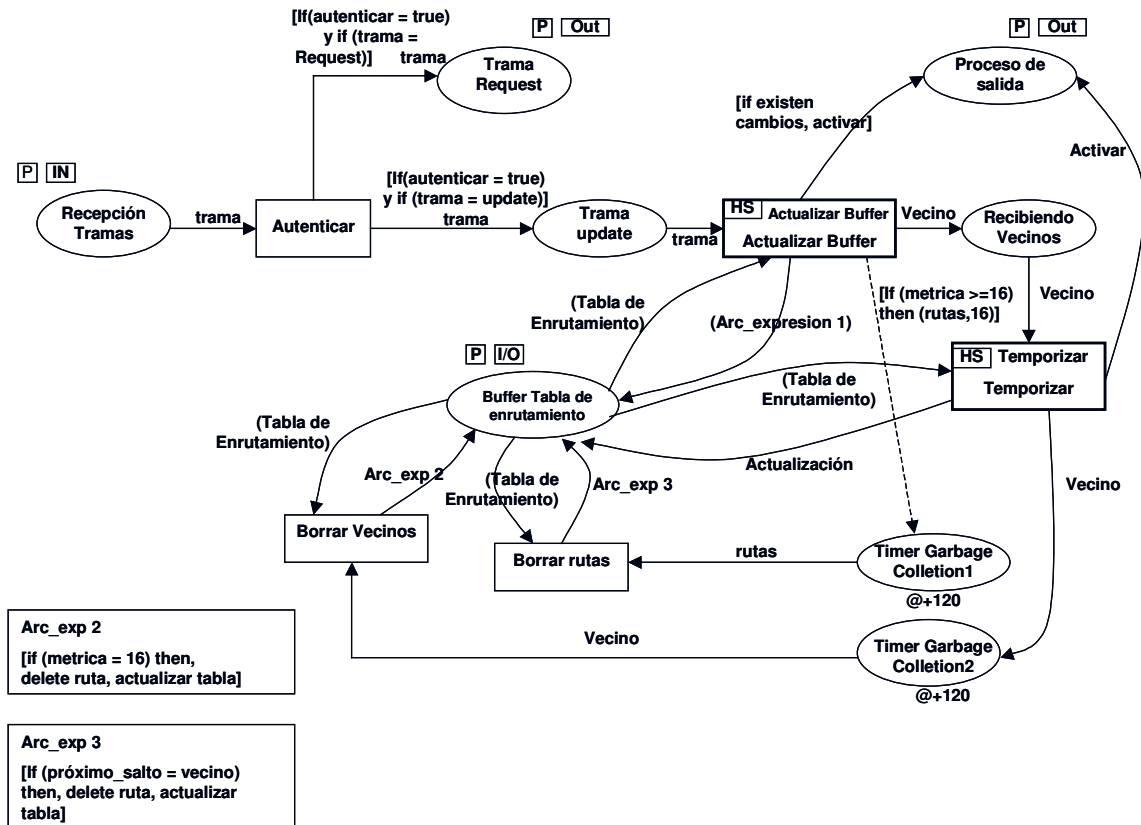 [If(autenticar = true)
y if (trama =
Request)]
trama
P Out
Trama
Request
P Out
Proceso de
salida
[if existen
cambios, activar]
Activar
P IN
Recepción
Tramas
trama
Autenticar
[If(autenticar = true)
y if (trama = update)]
trama
Trama
update
trama
HS Actualizar Buffer
Actualizar Buffer
Vecino
Recibiendo
Vecinos
(Tabla de
Enrutamiento)
(Arc_expresion 1)
[If (metrica >=16)
then (rutas,16)]
Vecino
P I/O
HS Temporizar
Temporizar
Buffer Tabla de
enrutamiento
(Tabla de
Enrutamiento)
(Tabla de
Enrutamiento)
Arc_exp 2
(Tabla de
Enrutamiento)
Arc_exp 3
Actualización
Vecino
Borrar Vecinos
Borrar rutas
rutas
Timer Garbage
Colletion1
@+120
Vecino
Timer Garbage
Colletion2
@+120
Arc_exp 2
[if (metrica = 16) then,
delete ruta, actualizar tabla]
Arc_exp 3
[If (próximo_salto = vecino)
then, delete ruta, actualizar
tabla]